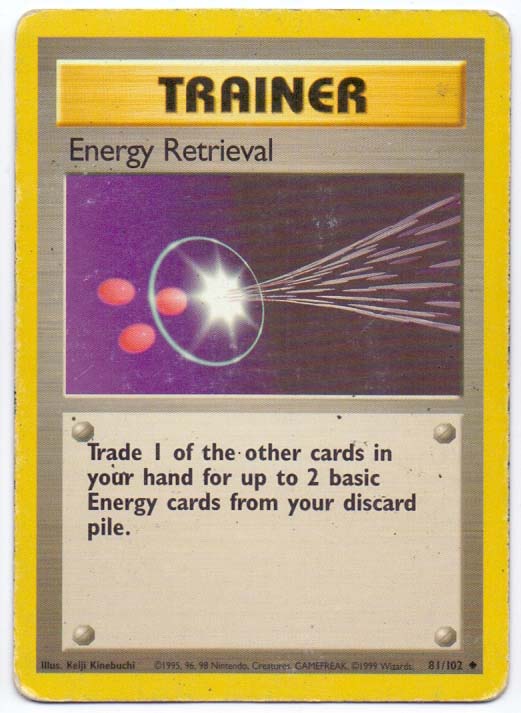 TRAINER
Energy Retrieval
Trade 1 of the other cards in
your hand for up to 2 basic
Energy cards from your discard
pile.
Illus. Keiji Kinebuchi ©1995, 96, 98 Nintendo, Creatures, GAMEFREAK. ©1999 Wizards. 81/102 ◆